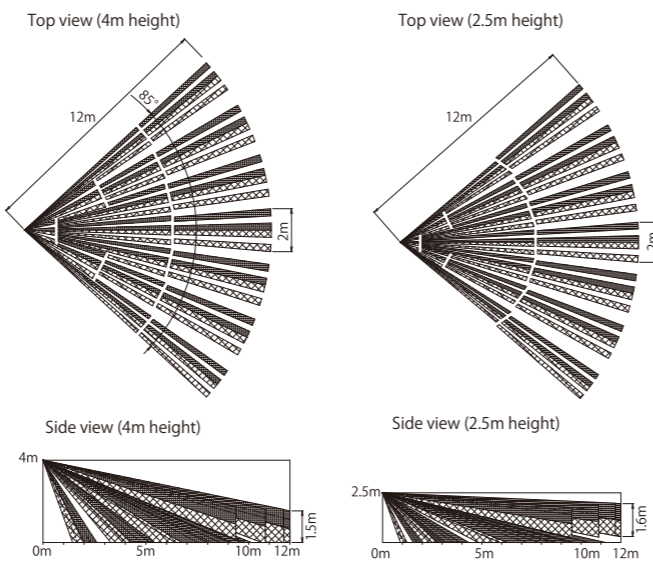 Top view (4m height)
Top view (2.5m height)
12m
85°
2m
12m
2m
Side view (4m height)
Side view (2.5m height)
4m
1.5m
0m 5m 10m 12m
2.5m
1.6m
0m 5m 10m 12m